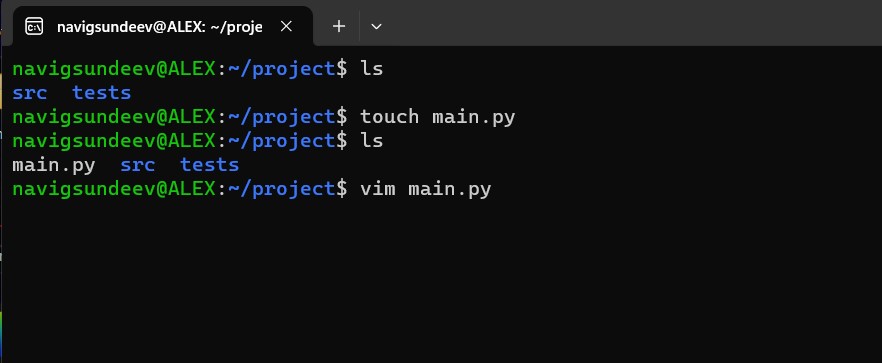 navigsundeev@ALEX: ~/proje
navigsundeev@ALEX:~/project$ ls
src  tests
navigsundeev@ALEX:~/project$ touch main.py
navigsundeev@ALEX:~/project$ ls
main.py  src  tests
navigsundeev@ALEX:~/project$ vim main.py